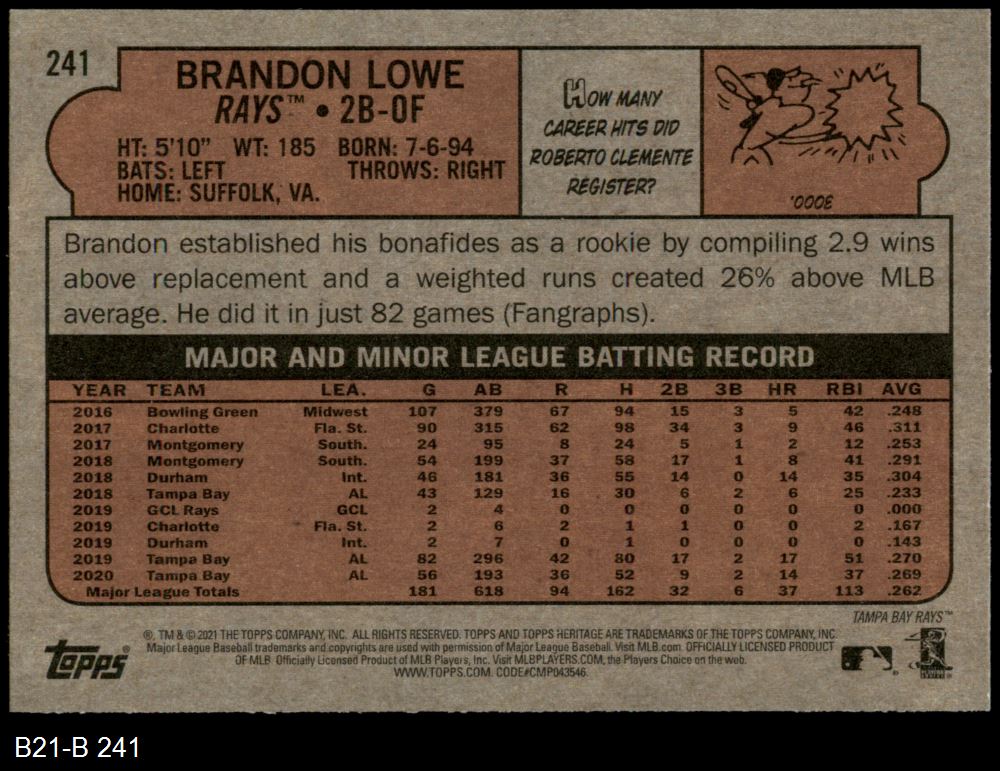 241
BRANDON LOWE
RAYS™ • 2B-OF
HT: 5'10" WT: 185 BORN: 7-6-94
BATS: LEFT THROWS: RIGHT
HOME: SUFFOLK, VA.
HOW MANY
CAREER HITS DID
ROBERTO CLEMENTE
REGISTER?
3000.
Brandon established his bonafides as a rookie by compiling 2.9 wins
above replacement and a weighted runs created 26% above MLB
average. He did it in just 82 games (Fangraphs).
MAJOR AND MINOR LEAGUE BATTING RECORD
YEAR TEAM LEA. G AB R H 2B 3B HR RBI AVG
2016 Bowling Green Midwest 107 379 67 94 15 3 5 42 .248
2017 Charlotte Fla. St. 90 315 62 98 34 3 9 46 .311
2017 Montgomery South. 24 95 8 24 5 1 2 12 .253
2018 Montgomery South. 54 199 37 58 17 1 8 41 .291
2018 Durham Int. 46 181 36 55 14 0 14 35 .304
2018 Tampa Bay AL 43 129 16 30 6 2 6 25 .233
2019 GCL Rays GCL 2 4 0 0 0 0 0 0 .000
2019 Charlotte Fla. St. 2 6 2 1 1 0 0 2 .167
2019 Durham Int. 2 7 0 1 0 0 0 0 .143
2019 Tampa Bay AL 82 296 42 80 17 2 17 51 .270
2020 Tampa Bay AL 56 193 36 52 9 2 14 37 .269
Major League Totals 181 618 94 162 32 6 37 113 .262
TAMPA BAY RAYS™
topps®
®, TM & © 2021 THE TOPPS COMPANY, INC. ALL RIGHTS RESERVED. TOPPS AND TOPPS HERITAGE ARE TRADEMARKS OF THE TOPPS COMPANY, INC.
Major League Baseball trademarks and copyrights are used with permission of Major League Baseball. Visit MLB.com. OFFICIALLY LICENSED PRODUCT
OF MLB Officially Licensed Product of MLB Players, Inc. Visit MLBPLAYERS.COM, the Players Choice on the web.
WWW.TOPPS.COM. CODE#CMP043546.
B21-B 241